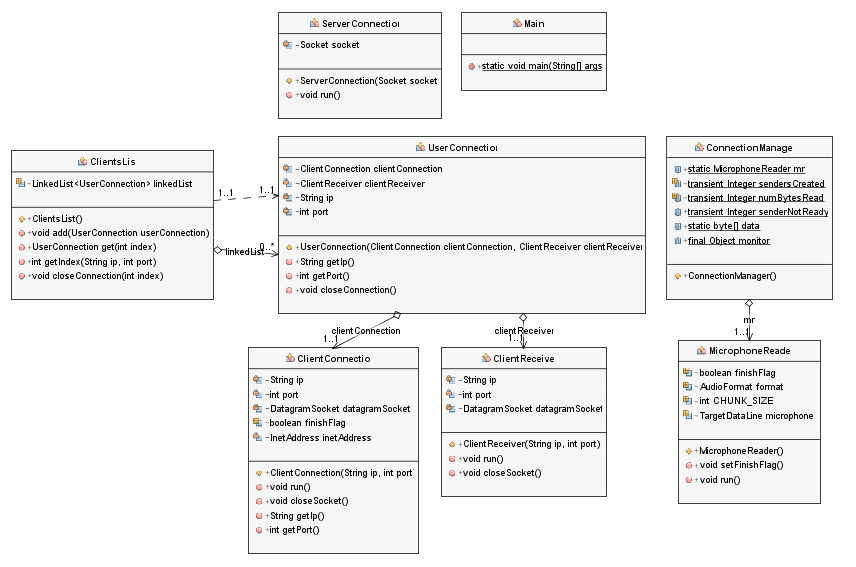 ServerConnection
-Socket socket
+ServerConnection(Socket socket
+void run()
Main
+static void main(String[] args
ClientsLis
~LinkedList<UserConnection> linkedList
+ClientsList()
+void add(UserConnection userConnection)
+UserConnection get(int index)
+int getIndex(String ip, int port)
+void closeConnection(int index)
1..1
1..1
linkedList
0..*
UserConnection
-ClientConnection clientConnection
-ClientReceiver clientReceiver
-String ip
-int port
+UserConnection(ClientConnection clientConnection, ClientReceiver clientReceiver
+String getIp()
+int getPort()
+void closeConnection()
ConnectionManage
~static MicrophoneReader mr
~transient Integer sendersCreated
~transient Integer numBytesRead
~transient Integer senderNotReady
~static byte[] data
~final Object monitor
+ConnectionManager()
clientConnection
1..1
clientReceiver
1..1
mr
1..1
ClientConnectio
-String ip
-int port
-DatagramSocket datagramSocket
~boolean finishFlag
-InetAddress inetAddress
+ClientConnection(String ip, int port
+void run()
+void closeSocket()
+String getIp()
+int getPort()
ClientReceive
-String ip
-int port
-DatagramSocket datagramSocket
+ClientReceiver(String ip, int port)
+void run()
+void closeSocket()
MicrophoneReade
~boolean finishFlag
~AudioFormat format
~int CHUNK_SIZE
~TargetDataLine microphone
+MicrophoneReader()
+void setFinishFlag()
+void run()